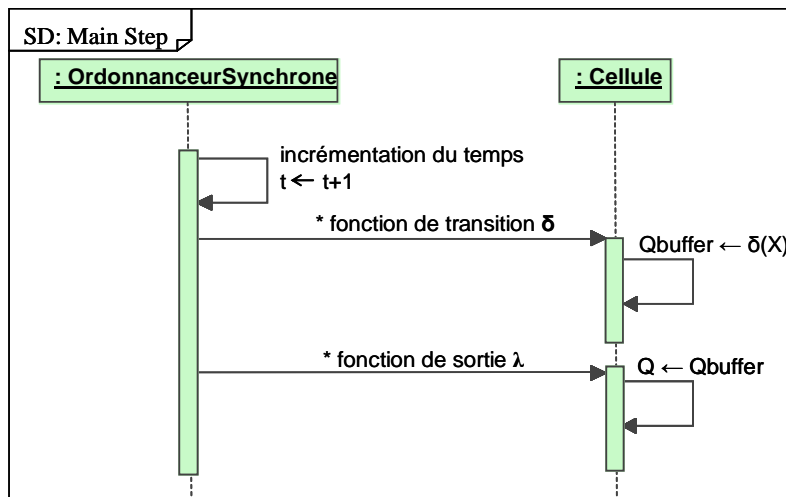 SD: Main Step
: OrdonnanceurSynchrone
: Cellule
incrémentation du temps
t ← t+1
* fonction de transition δ
Qbuffer ← δ(X)
* fonction de sortie λ
Q ← Qbuffer